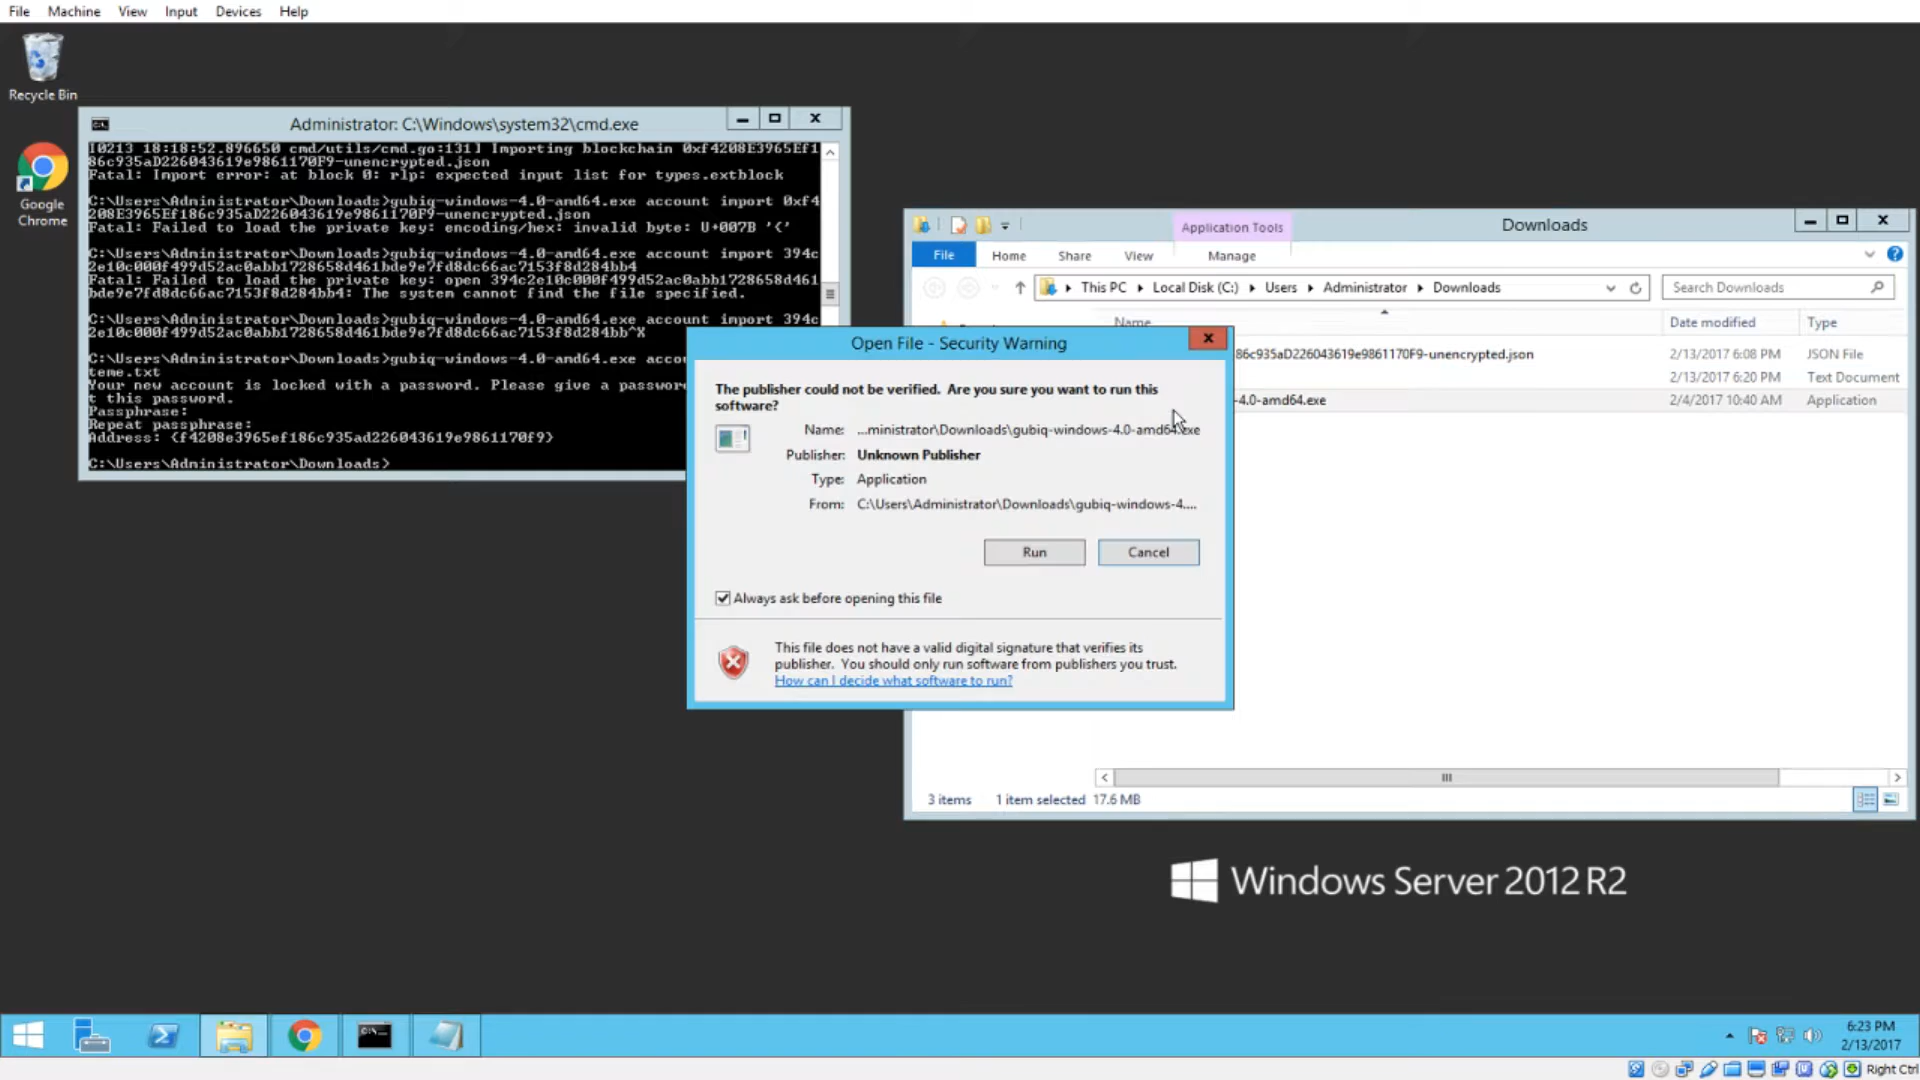 File Machine View Input Devices Help
Recycle Bin
Google
Chrome
Administrator: C:\Windows\system32\cmd.exe
I0213 18:18:52.896650 cmd/utils/cmd.go:131] Importing blockchain 0xf4208E3965Ef1
86c935aD226043619e9861170F9-unencrypted.json
Fatal: Import error: at block 0: rlp: expected input list for types.extblock
C:\Users\Administrator\Downloads>gubiq-windows-4.0-amd64.exe account import 0xf4
208E3965Ef186c935aD226043619e9861170F9-unencrypted.json
Fatal: Failed to load the private key: encoding/hex: invalid byte: U+007B '{'
C:\Users\Administrator\Downloads>gubiq-windows-4.0-amd64.exe account import 394c
2e10c000f499d52ac0abb1728658d461bde9e7fd8dc66ac7153f8d284bb4
Fatal: Failed to load the private key: open 394c2e10c000f499d52ac0abb1728658d461
bde9e7fd8dc66ac7153f8d284bb4: The system cannot find the file specified.
C:\Users\Administrator\Downloads>gubiq-windows-4.0-amd64.exe account import 394c
2e10c000f499d52ac0abb1728658d461bde9e7fd8dc66ac7153f8d284bb^X
C:\Users\Administrator\Downloads>gubiq-windows-4.0-amd64.exe accou
teme.txt
Your new account is locked with a password. Please give a passwor
t this password.
Passphrase:
Repeat passphrase:
Address: {f4208e3965ef186c935ad226043619e9861170f9}
C:\Users\Administrator\Downloads>
Application Tools
Downloads
File Home Share View Manage
This PC Local Disk (C:) Users Administrator Downloads
Search Downloads
Name Date modified Type
86c935aD226043619e9861170F9-unencrypted.json 2/13/2017 6:08 PM JSON File
2/13/2017 6:20 PM Text Document
-4.0-amd64.exe 2/4/2017 10:40 AM Application
3 items 1 item selected 17.6 MB
Open File - Security Warning
The publisher could not be verified. Are you sure you want to run this
software?
Name: ...ministrator\Downloads\gubiq-windows-4.0-amd64.exe
Publisher: Unknown Publisher
Type: Application
From: C:\Users\Administrator\Downloads\gubiq-windows-4....
Run Cancel
Always ask before opening this file
This file does not have a valid digital signature that verifies its
publisher. You should only run software from publishers you trust.
How can I decide what software to run?
Windows Server 2012 R2
6:23 PM
2/13/2017
Right Ctrl